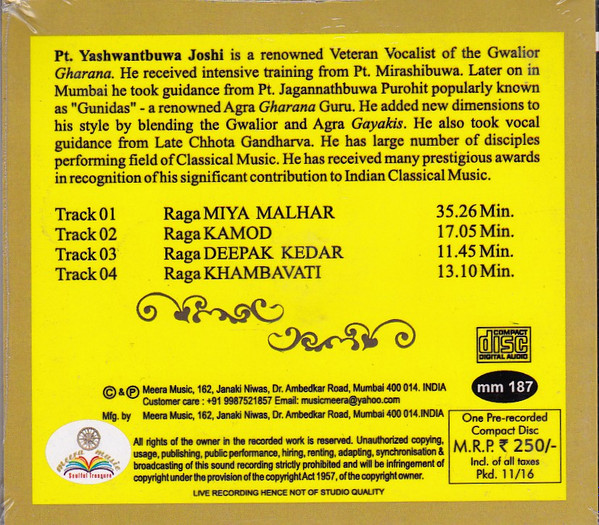 Pt. Yashwantbuwa Joshi is a renowned Veteran Vocalist of the Gwalior
Gharana. He received intensive training from Pt. Mirashibuwa. Later on in
Mumbai he took guidance from Pt. Jagannathbuwa Purohit popularly known
as "Gunidas" - a renowned Agra Gharana Guru. He added new dimensions to
his style by blending the Gwalior and Agra Gayakis. He also took vocal
guidance from Late Chhota Gandharva. He has large number of disciples
performing field of Classical Music. He has received many prestigious awards
in recognition of his significant contribution to Indian Classical Music.
Track 01 Raga MIYA MALHAR 35.26 Min.
Track 02 Raga KAMOD 17.05 Min.
Track 03 Raga DEEPAK KEDAR 11.45 Min.
Track 04 Raga KHAMBAVATI 13.10 Min.
COMPACT
disc
DIGITAL AUDIO
mm 187
© & ℗ Meera Music, 162, Janaki Niwas, Dr. Ambedkar Road, Mumbai 400 014. INDIA
Customer care : +91 9987521857 Email: musicmeera@yahoo.com
Mfg. by Meera Music, 162, Janaki Niwas, Dr. Ambedkar Road, Mumbai 400 014. INDIA
meera music
Soulful Treasure
All rights of the owner in the recorded work is reserved. Unauthorized copying,
usage, publishing, public performance, hiring, renting, adapting, synchronisation &
broadcasting of this sound recording strictly prohibited and will be infringement of
copyright under the provision of the copyright Act 1957, of the copyright owner.
LIVE RECORDING HENCE NOT OF STUDIO QUALITY
One Pre-recorded
Compact Disc
M.R.P. ₹ 250/-
Incl. of all taxes
Pkd. 11/16